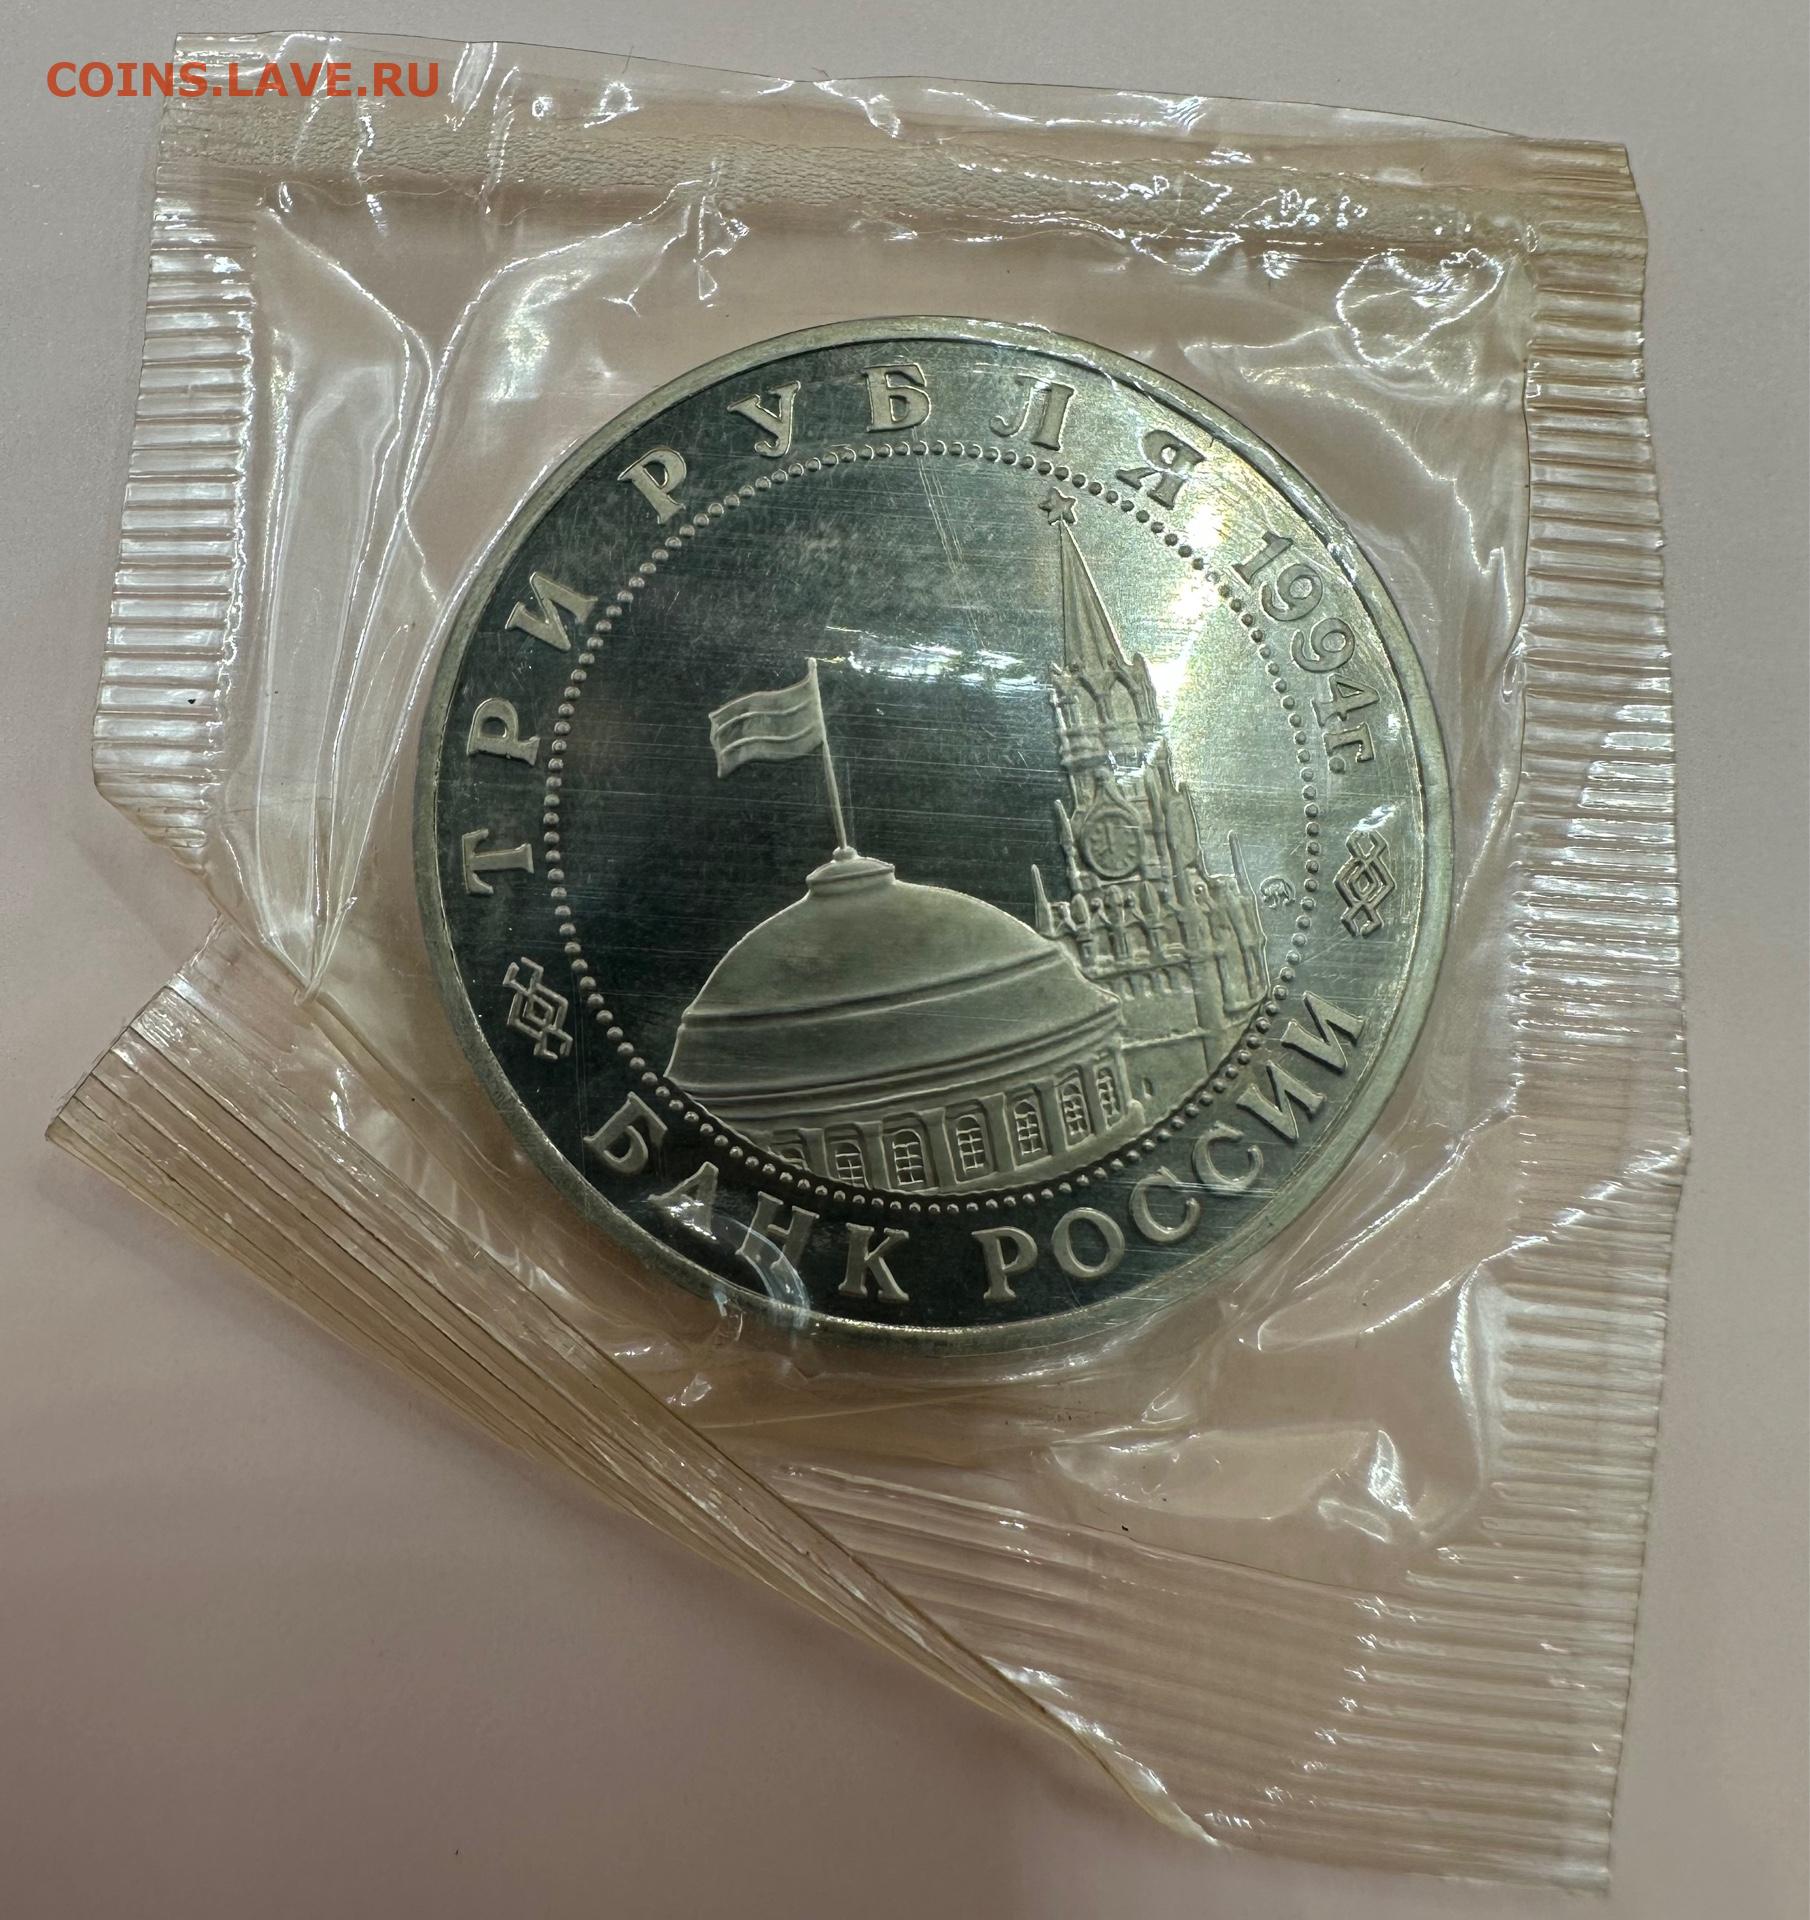 COINS.LAVE.RU
ТРИ РУБЛЯ 1994г.
БАНК РОССИИ